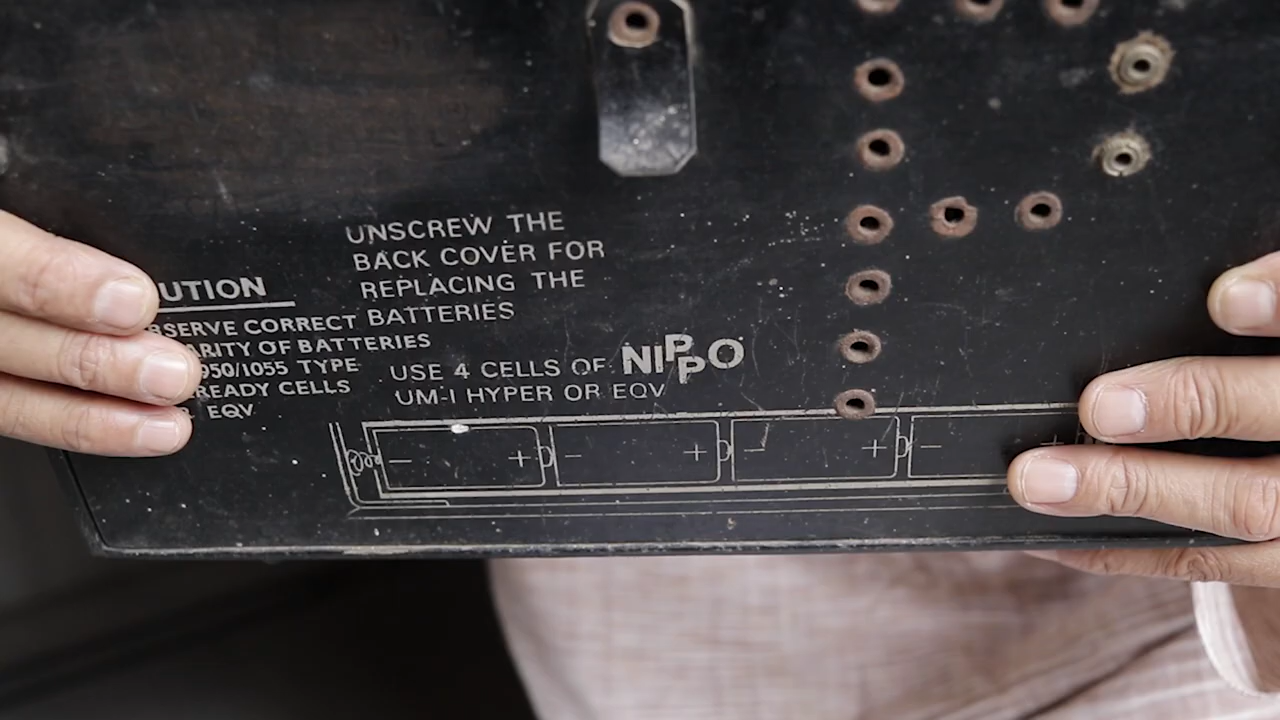 UNSCREW THE
BACK COVER FOR
REPLACING THE
BATTERIES
UTION
SERVE CORRECT
ARITY OF BATTERIES
950/1055 TYPE
READY CELLS
EQV
USE 4 CELLS OF NIPPO
UM-I HYPER OR EQV
− + − + − + − +